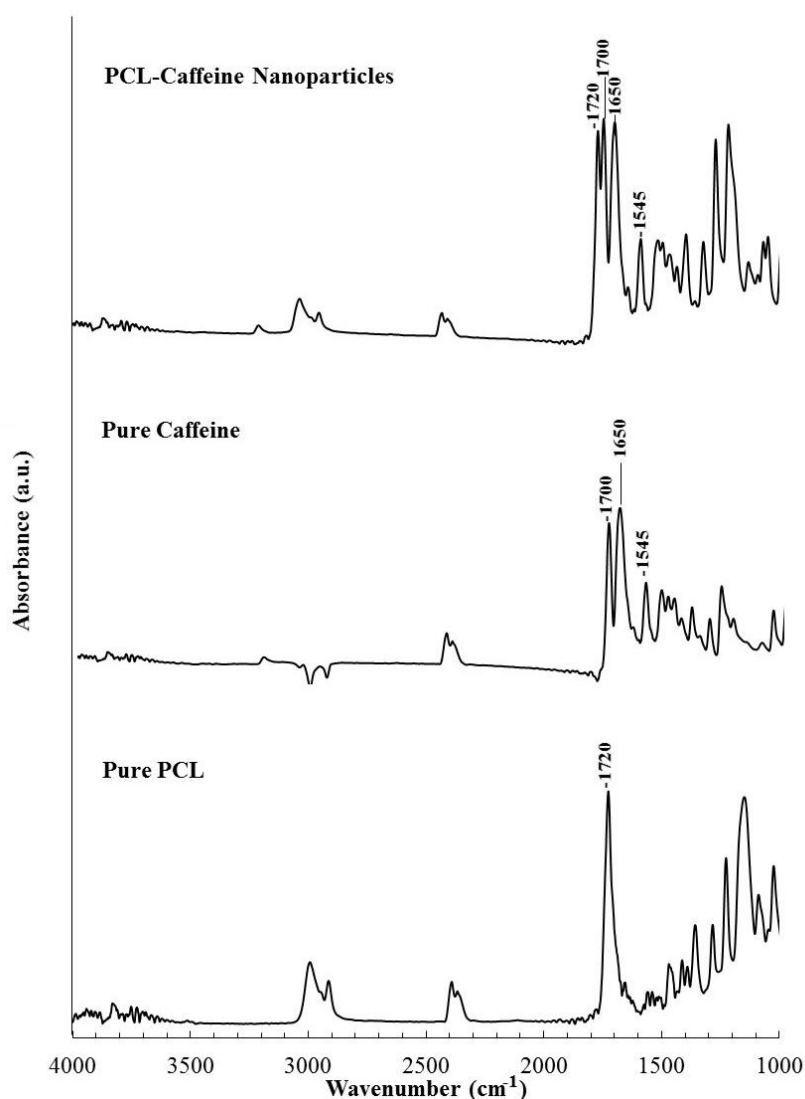 PCL-Caffeine Nanoparticles
-1720
1700
1650
-1545
Pure Caffeine
-1700
1650
-1545
Absorbance (a.u.)
Pure PCL
-1720
4000 3500 3000 2500 2000 1500 1000
Wavenumber (cm-1)